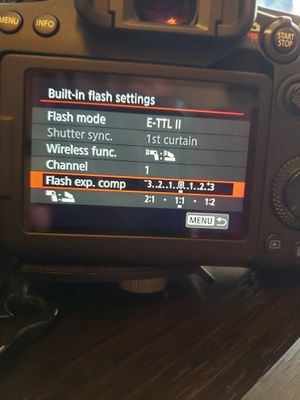 MENU INFO
START
STOP
Built-in flash settings
Flash mode E-TTL II
Shutter sync. 1st curtain
Wireless func. :
Channel 1
Flash exp. comp -3..2..1..0..1..2..+3
: 2:1 · 1:1 · 1:2
MENU